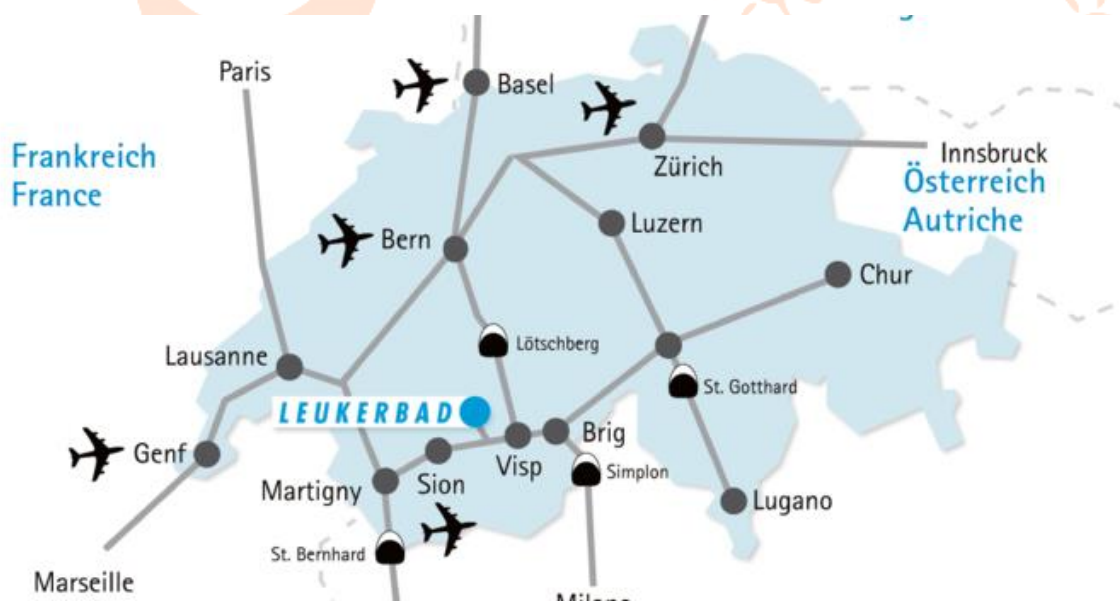 Paris
Basel
Zürich
Innsbruck
Frankreich
France
Österreich
Autriche
Bern
Luzern
Chur
Lausanne
Lötschberg
St. Gotthard
LEUKERBAD
Genf
Brig
Visp
Simplon
Martigny
Sion
Lugano
St. Bernhard
Marseille